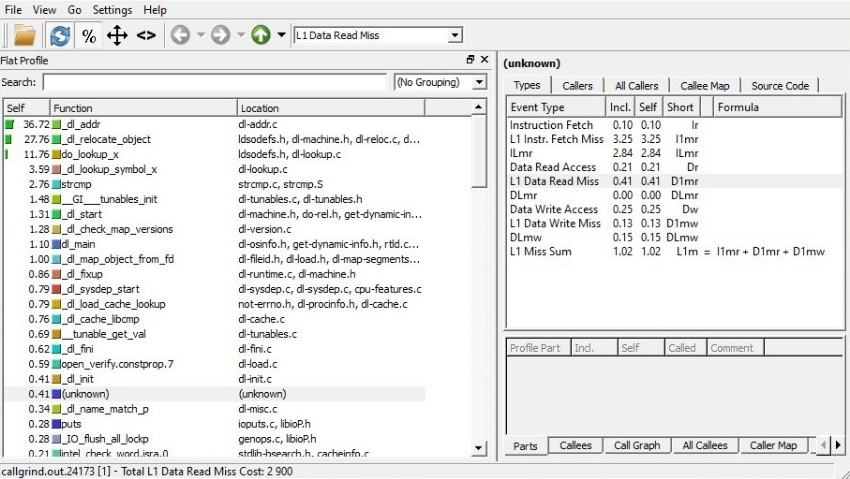 File View Go Settings Help
% <> L1 Data Read Miss
Flat Profile
Search: (No Grouping)
Self Function Location
36.72 _dl_addr dl-addr.c
27.76 _dl_relocate_object ldsodefs.h, dl-machine.h, dl-reloc.c, d...
11.76 do_lookup_x ldsodefs.h, dl-lookup.c
3.59 _dl_lookup_symbol_x dl-lookup.c
2.76 strcmp strcmp.c, strcmp.S
1.48 __GI___tunables_init dl-tunables.c, dl-tunables.h
1.31 _dl_start dl-machine.h, do-rel.h, get-dynamic-in...
1.28 _dl_check_map_versions dl-version.c
1.10 dl_main dl-osinfo.h, get-dynamic-info.h, rtld.c...
1.00 _dl_map_object_from_fd dl-fileid.h, dl-load.h, dl-map-segments...
0.86 _dl_fixup dl-runtime.c, dl-machine.h
0.79 _dl_sysdep_start dl-sysdep.c, dl-sysdep.c, cpu-features.c
0.79 _dl_load_cache_lookup not-errno.h, dl-procinfo.h, dl-cache.c
0.76 _dl_cache_libcmp dl-cache.c
0.69 __tunable_get_val dl-tunables.c
0.62 _dl_fini dl-fini.c
0.59 open_verify.constprop.7 dl-load.c
0.41 _dl_init dl-init.c
0.41 (unknown) (unknown)
0.34 _dl_name_match_p dl-misc.c
0.28 puts ioputs.c, libioP.h
0.28 _IO_flush_all_lockp genops.c, libioP.h
0.21 intel_check_word.isra.0 stdlib-bsearch.h, cacheinfo.c
(unknown)
Types Callers All Callers Callee Map Source Code
Event Type Incl. Self Short Formula
Instruction Fetch 0.10 0.10 Ir
L1 Instr. Fetch Miss 3.25 3.25 I1mr
ILmr 2.84 2.84 ILmr
Data Read Access 0.21 0.21 Dr
L1 Data Read Miss 0.41 0.41 D1mr
DLmr 0.00 0.00 DLmr
Data Write Access 0.25 0.25 Dw
L1 Data Write Miss 0.13 0.13 D1mw
DLmw 0.15 0.15 DLmw
L1 Miss Sum 1.02 1.02 L1m = I1mr + D1mr + D1mw
Profile Part Incl. Self Called Comment
Parts Callees Call Graph All Callees Caller Map
callgrind.out.24173 [1] - Total L1 Data Read Miss Cost: 2 900